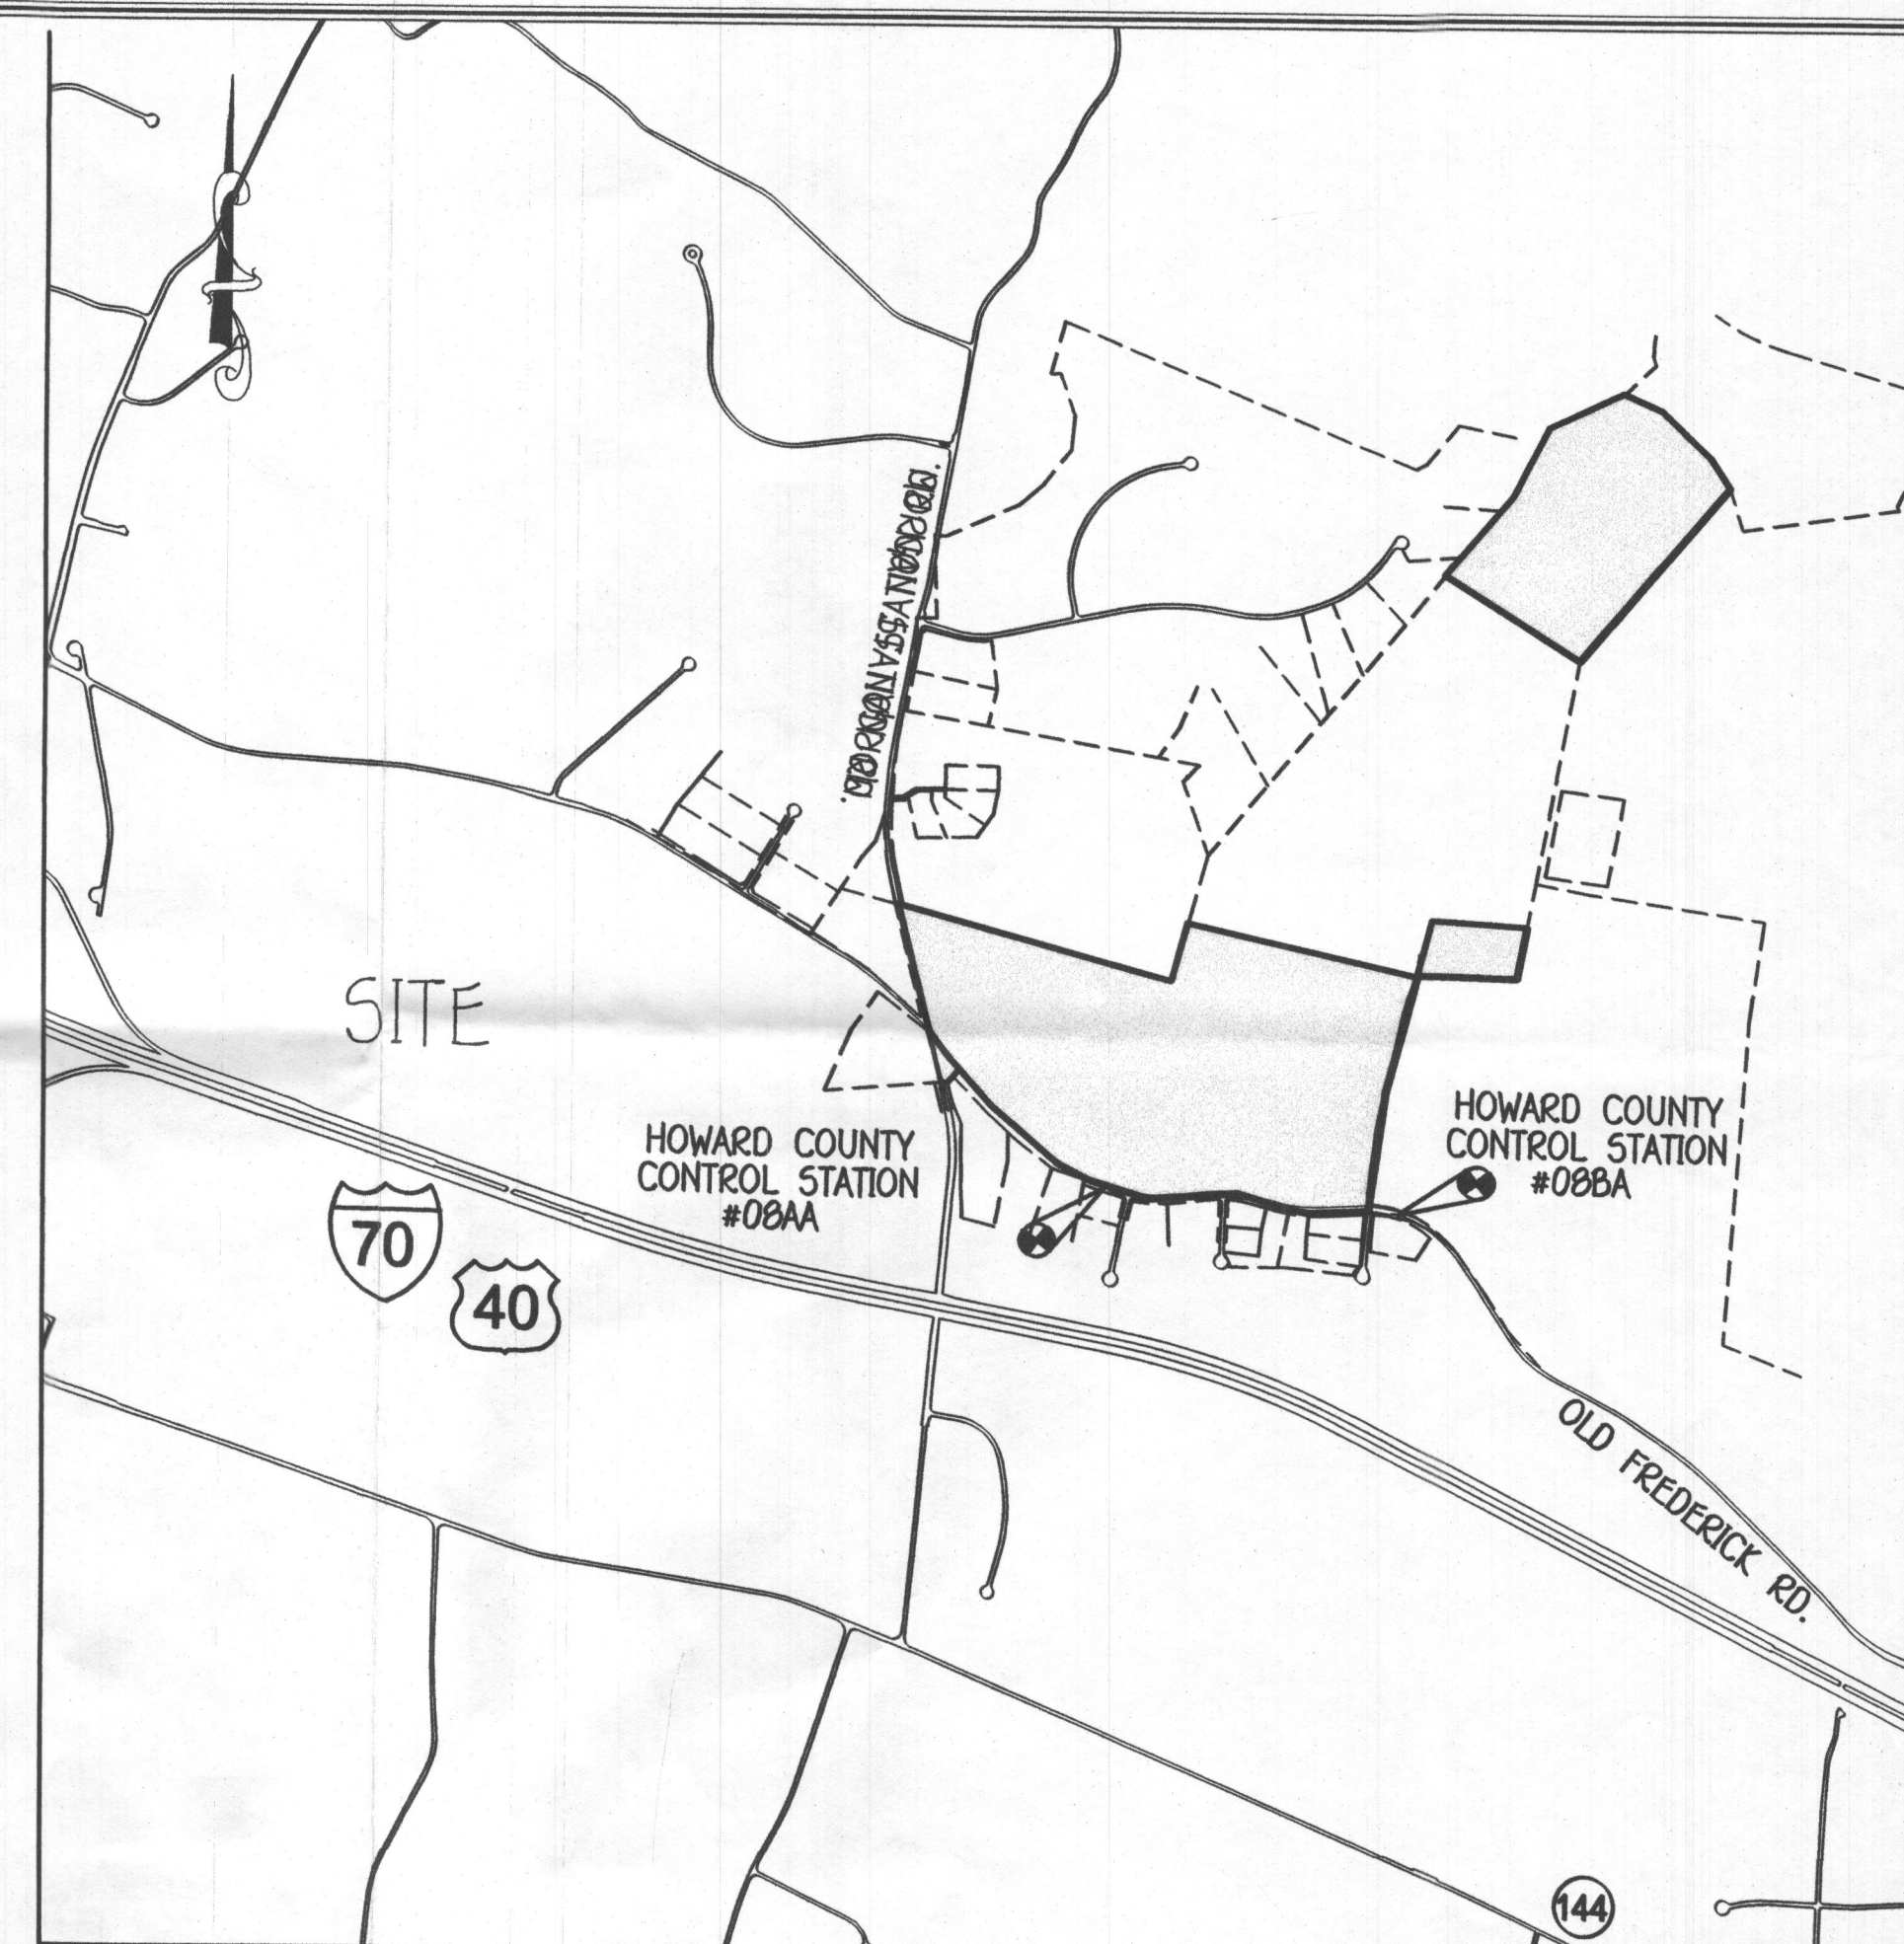 SITE
HOWARD COUNTY
CONTROL STATION
#08AA
HOWARD COUNTY
CONTROL STATION
#08BA
70
40
OLD FREDERICK RD.
144